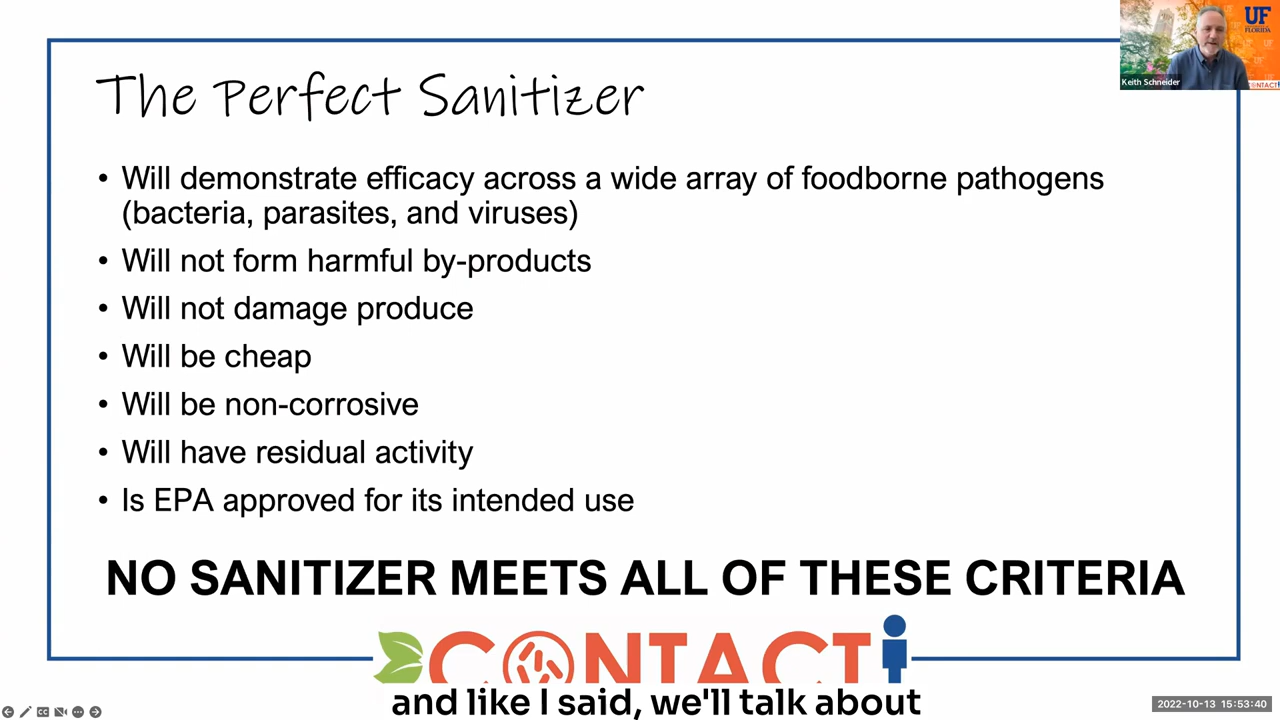 The Perfect Sanitizer
• Will demonstrate efficacy across a wide array of foodborne pathogens
(bacteria, parasites, and viruses)
• Will not form harmful by-products
• Will not damage produce
• Will be cheap
• Will be non-corrosive
• Will have residual activity
• Is EPA approved for its intended use
NO SANITIZER MEETS ALL OF THESE CRITERIA
CONTACT
and like I said, we'll talk about
UF
FLORIDA
Keith Schneider
CONTACT
2022-10-13 15:53:40